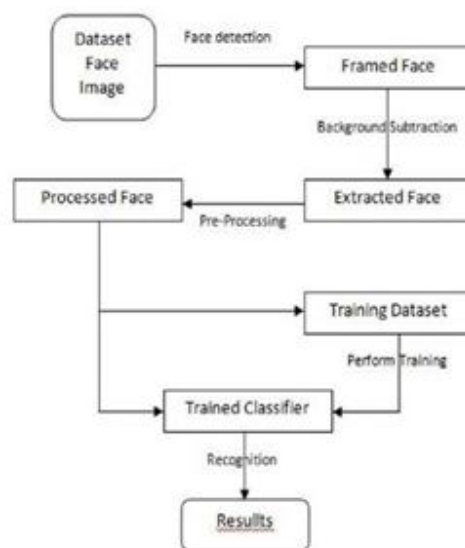 Dataset
Face
Image
Face detection
Framed Face
Background Subtraction
Processed Face
Extracted Face
Pre-Processing
Training Dataset
Perform Training
Trained Classifier
Recognition
Resullts